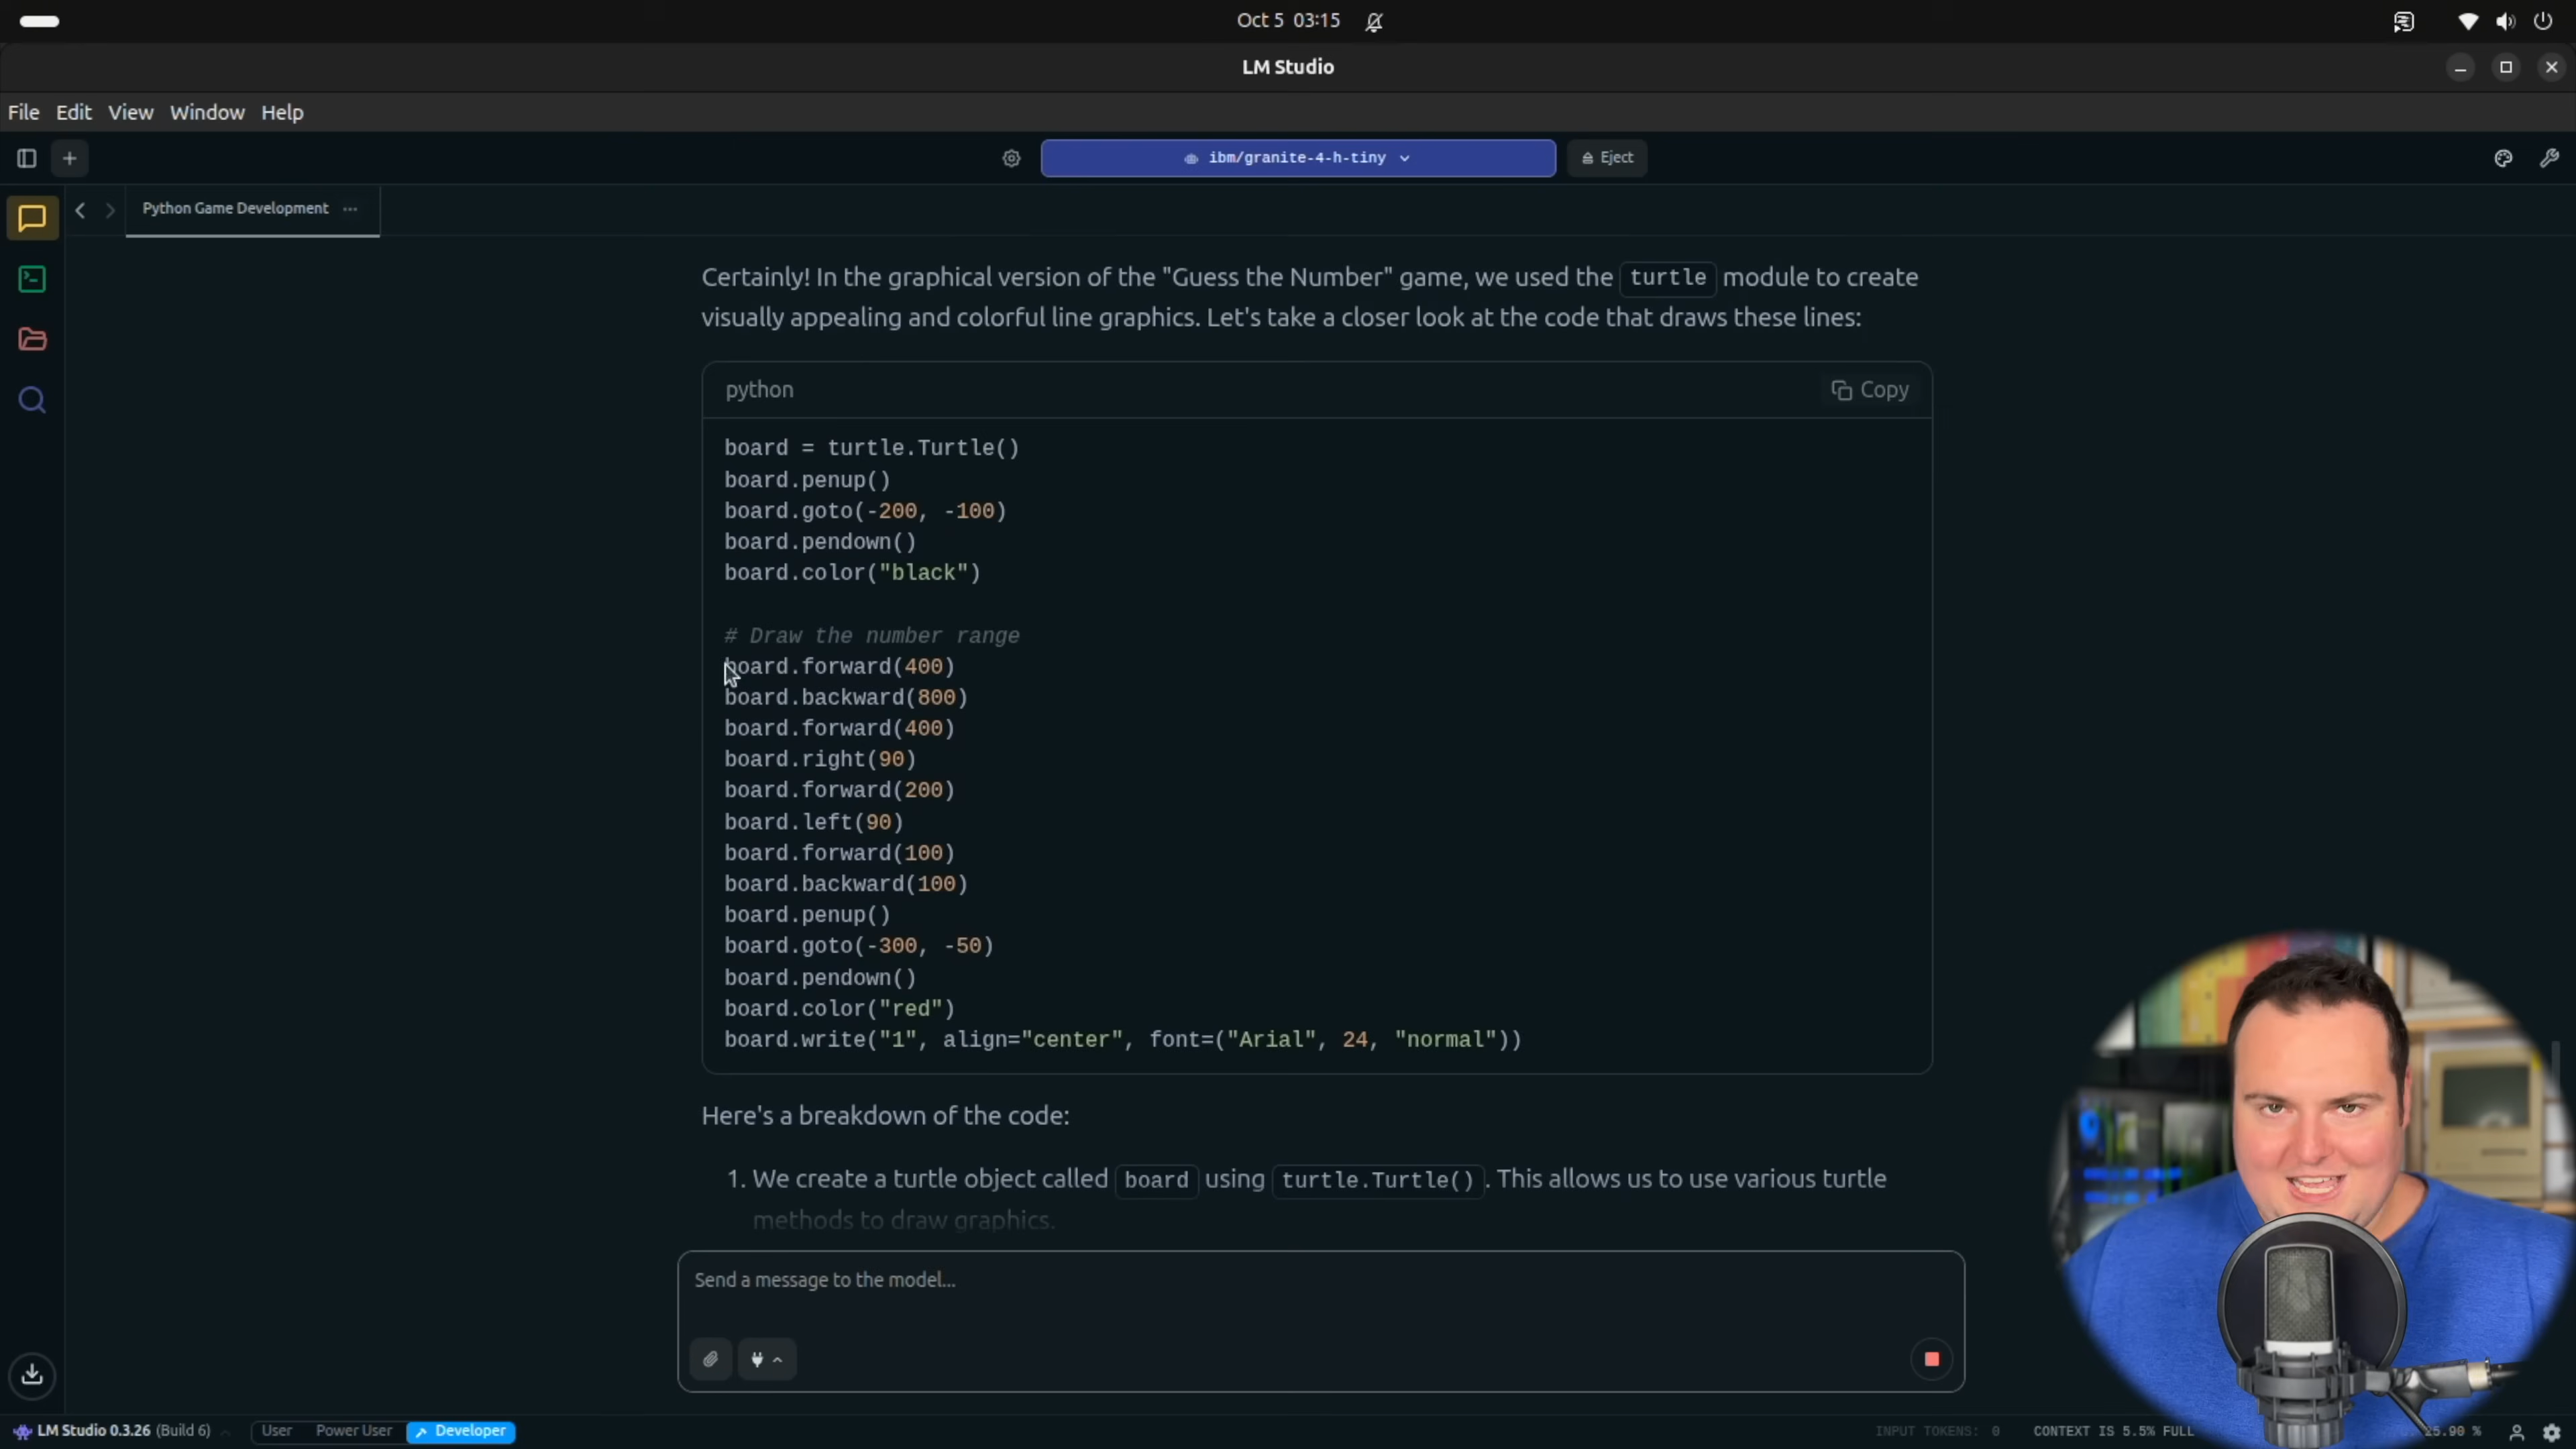 Oct 5 03:15
LM Studio
File Edit View Window Help
ibm/granite-4-h-tiny
Eject
Python Game Development
Certainly! In the graphical version of the "Guess the Number" game, we used the turtle module to create
visually appealing and colorful line graphics. Let's take a closer look at the code that draws these lines:
python
Copy
board = turtle.Turtle()
board.penup()
board.goto(-200, -100)
board.pendown()
board.color("black")
# Draw the number range
board.forward(400)
board.backward(800)
board.forward(400)
board.right(90)
board.forward(200)
board.left(90)
board.forward(100)
board.backward(100)
board.penup()
board.goto(-300, -50)
board.pendown()
board.color("red")
board.write("1", align="center", font=("Arial", 24, "normal"))
Here's a breakdown of the code:
1. We create a turtle object called board using turtle.Turtle(). This allows us to use various turtle
methods to draw graphics.
Send a message to the model...
LM Studio 0.3.26 (Build 6) User Power User Developer
INPUT TOKENS: 0 CONTEXT IS 5.5% FULL